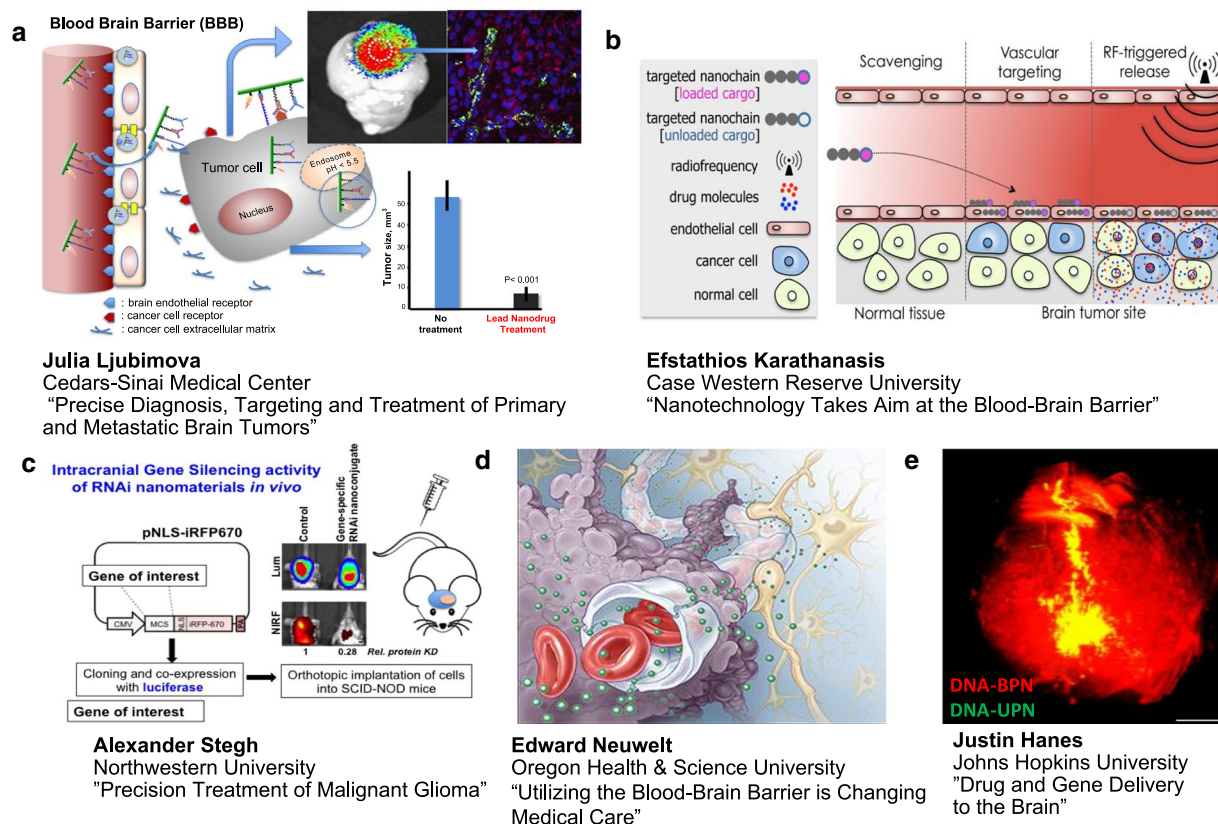 a
Blood Brain Barrier (BBB)
Tumor cell
Endosome
pH < 5.5
Nucleus
: brain endothelial receptor
: cancer cell receptor
: cancer cell extracellular matrix
Tumor size, mm³
50
40
30
20
10
0
P< 0.001
No
treatment
Lead Nanodrug
Treatment
Julia Ljubimova
Cedars-Sinai Medical Center
“Precise Diagnosis, Targeting and Treatment of Primary
and Metastatic Brain Tumors”
b
targeted nanochain
[loaded cargo]
targeted nanochain
[unloaded cargo]
radiofrequency
drug molecules
endothelial cell
cancer cell
normal cell
Scavenging
Vascular
targeting
RF-triggered
release
Normal tissue
Brain tumor site
Efstathios Karathanasis
Case Western Reserve University
“Nanotechnology Takes Aim at the Blood-Brain Barrier”
c
Intracranial Gene Silencing activity
of RNAi nanomaterials in vivo
pNLS-iRFP670
Gene of interest
CMV
MCS
NLS
iRFP-670
PA
Cloning and co-expression
with luciferase
Gene of interest
Control
Gene-specific
RNAi nanoconjugate
Lum
NIRF
1
0.28
Rel. protein KD
Orthotopic implantation of cells
into SCID-NOD mice
Alexander Stegh
Northwestern University
”Precision Treatment of Malignant Glioma”
d
Edward Neuwelt
Oregon Health & Science University
“Utilizing the Blood-Brain Barrier is Changing
Medical Care”
e
DNA-BPN
DNA-UPN
Justin Hanes
Johns Hopkins University
”Drug and Gene Delivery
to the Brain”